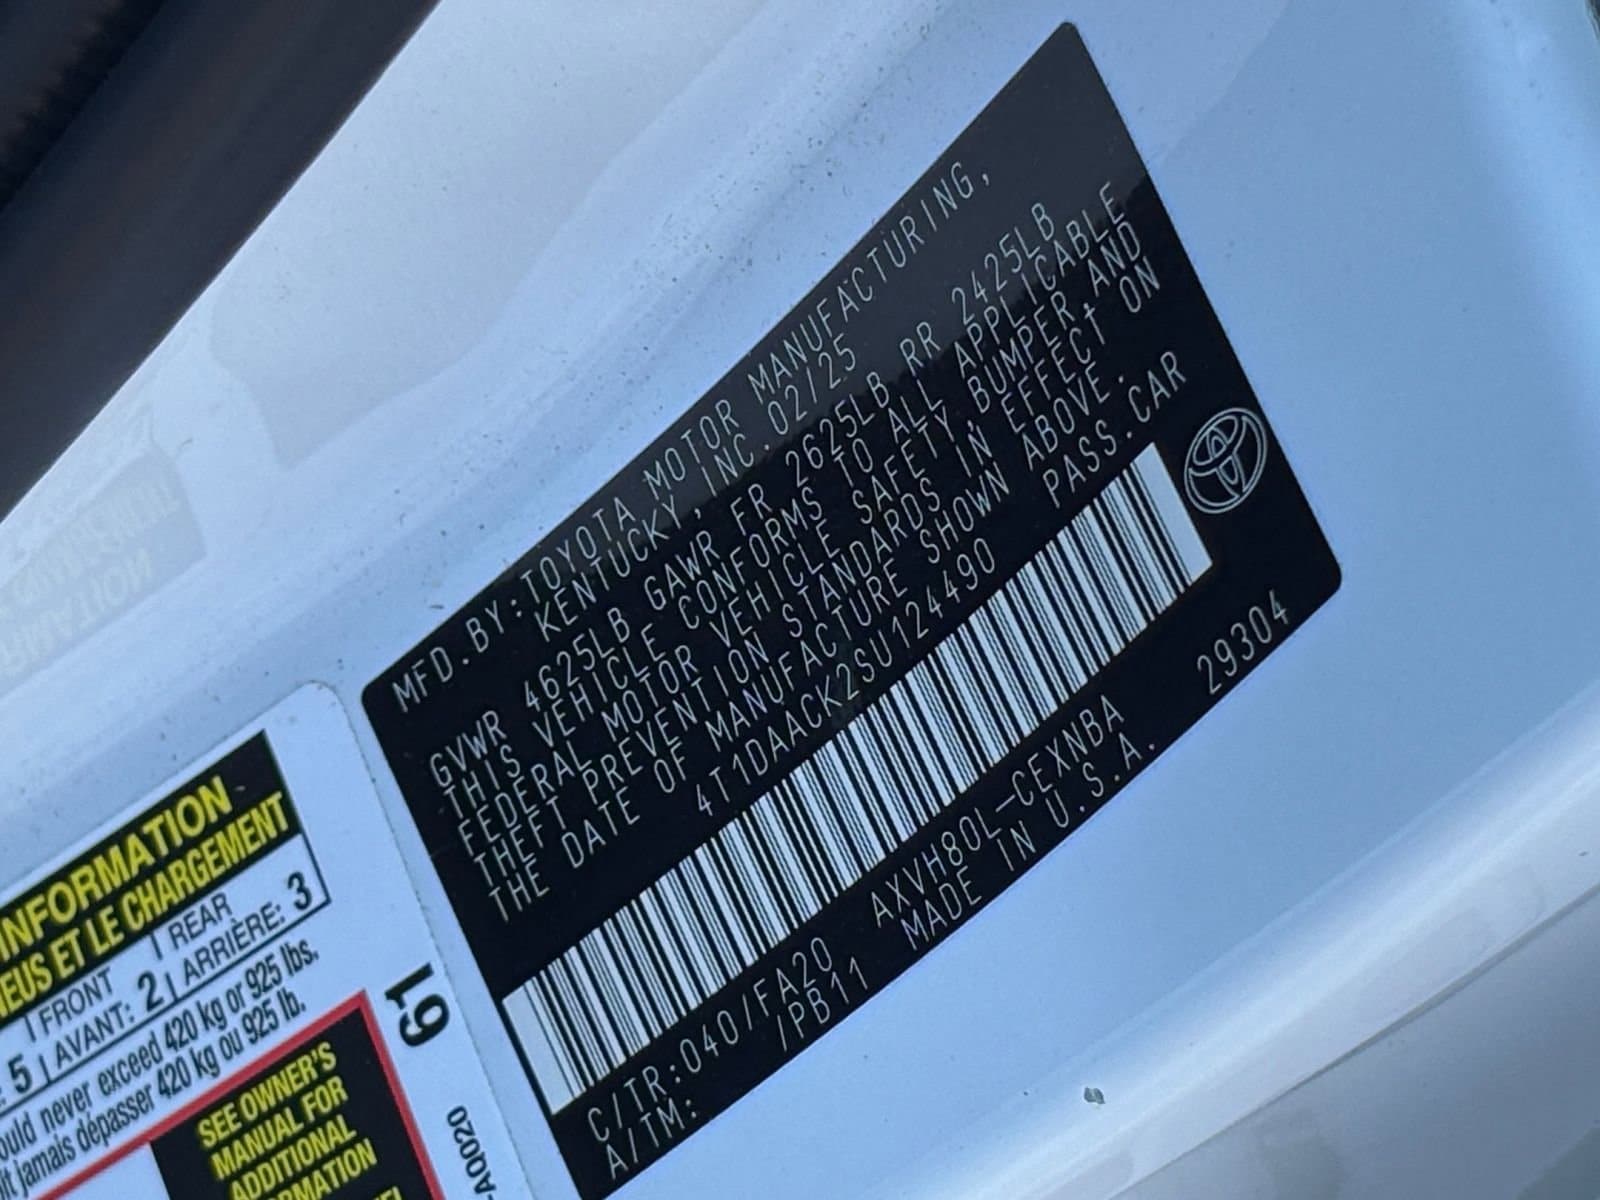 MFD.BY:TOYOTA MOTOR MANUFACTURING,
KENTUCKY,INC.02/25
GVWR 4625LB GAWR FR 2625LB RR 2425LB
THIS VEHICLE CONFORMS TO ALL APPLICABLE
FEDERAL MOTOR VEHICLE SAFETY, BUMPER,AND
THEFT PREVENTION STANDARDS IN EFFECT ON
THE DATE OF MANUFACTURE SHOWN ABOVE.
4T1DAACK2SU124490 PASS.CAR
C/TR:040/FA20 AXVH80L-CEXNBA 29304
A/TM: /PB11 MADE IN U.S.A.
INFORMATION
ET LE CHARGEMENT
FRONT REAR
5 AVANT: 2 ARRIÈRE: 3
never exceed 420 kg or 925 lbs.
jamais dépasser 420 kg ou 925 lb.
SEE OWNER'S
MANUAL FOR
ADDITIONAL
61
-AQ020